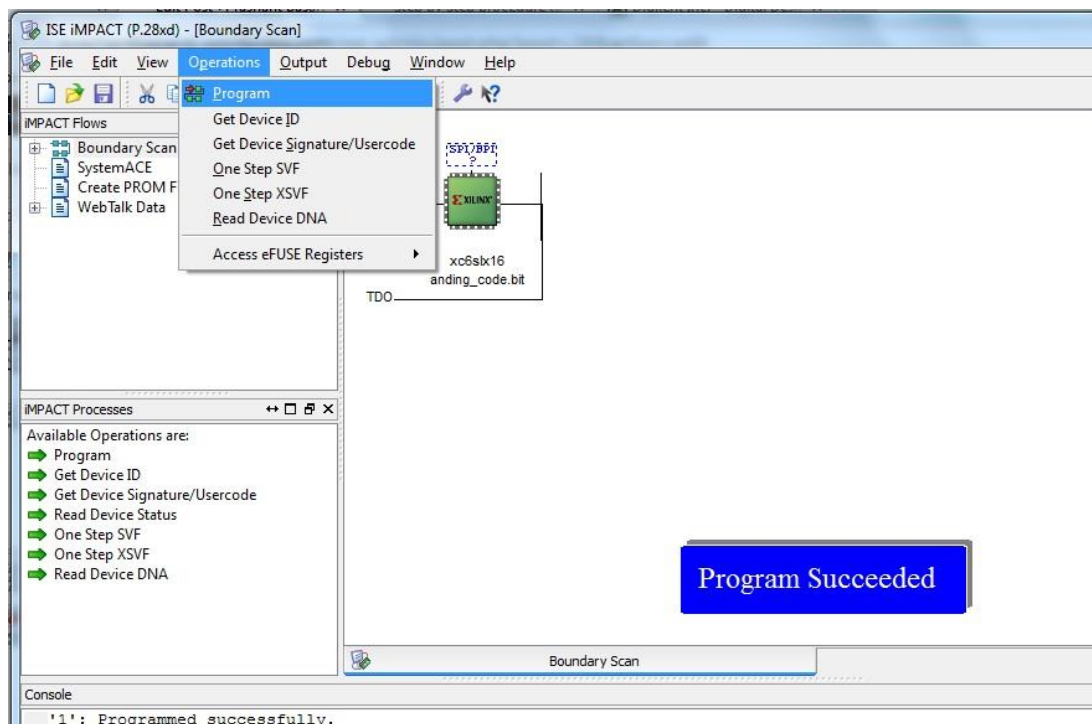 ISE iMPACT (P.28xd) - [Boundary Scan]
File Edit View Operations Output Debug Window Help
Program
Get Device ID
Get Device Signature/Usercode
One Step SVF
One Step XSVF
Read Device DNA
Access eFUSE Registers
iMPACT Flows
Boundary Scan
SystemACE
Create PROM F
WebTalk Data
SPI/BPI
?
XILINX
xc6slx16
anding_code.bit
TDO
iMPACT Processes
Available Operations are:
Program
Get Device ID
Get Device Signature/Usercode
Read Device Status
One Step SVF
One Step XSVF
Read Device DNA
Program Succeeded
Boundary Scan
Console
'1': Programmed successfully.